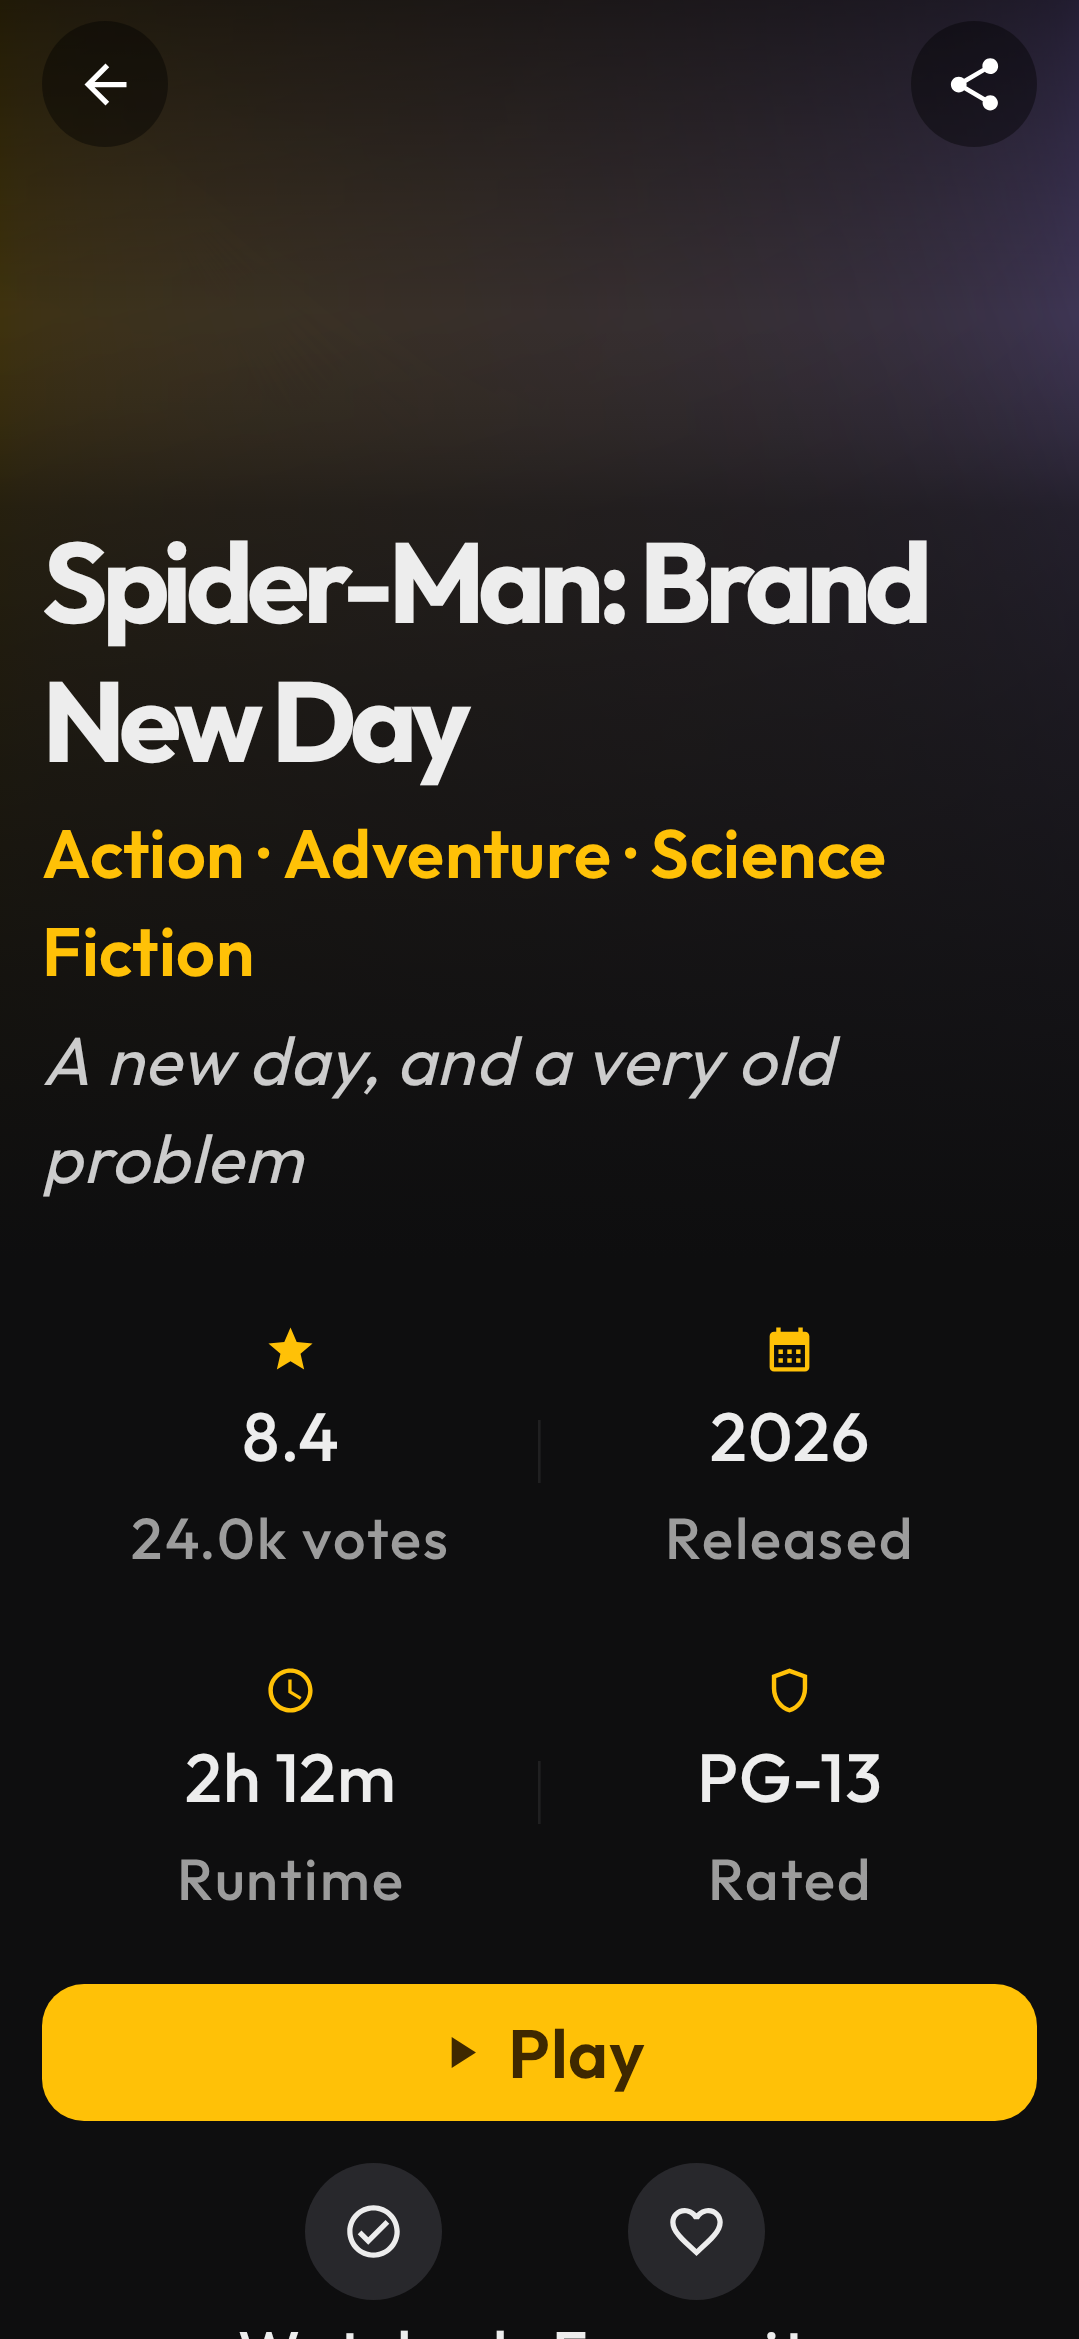 Spider-Man: Brand
New Day
Action · Adventure · Science
Fiction
A new day, and a very old
problem
8.4
2026
24.0k votes
Released
2h 12m
PG-13
Runtime
Rated
Play